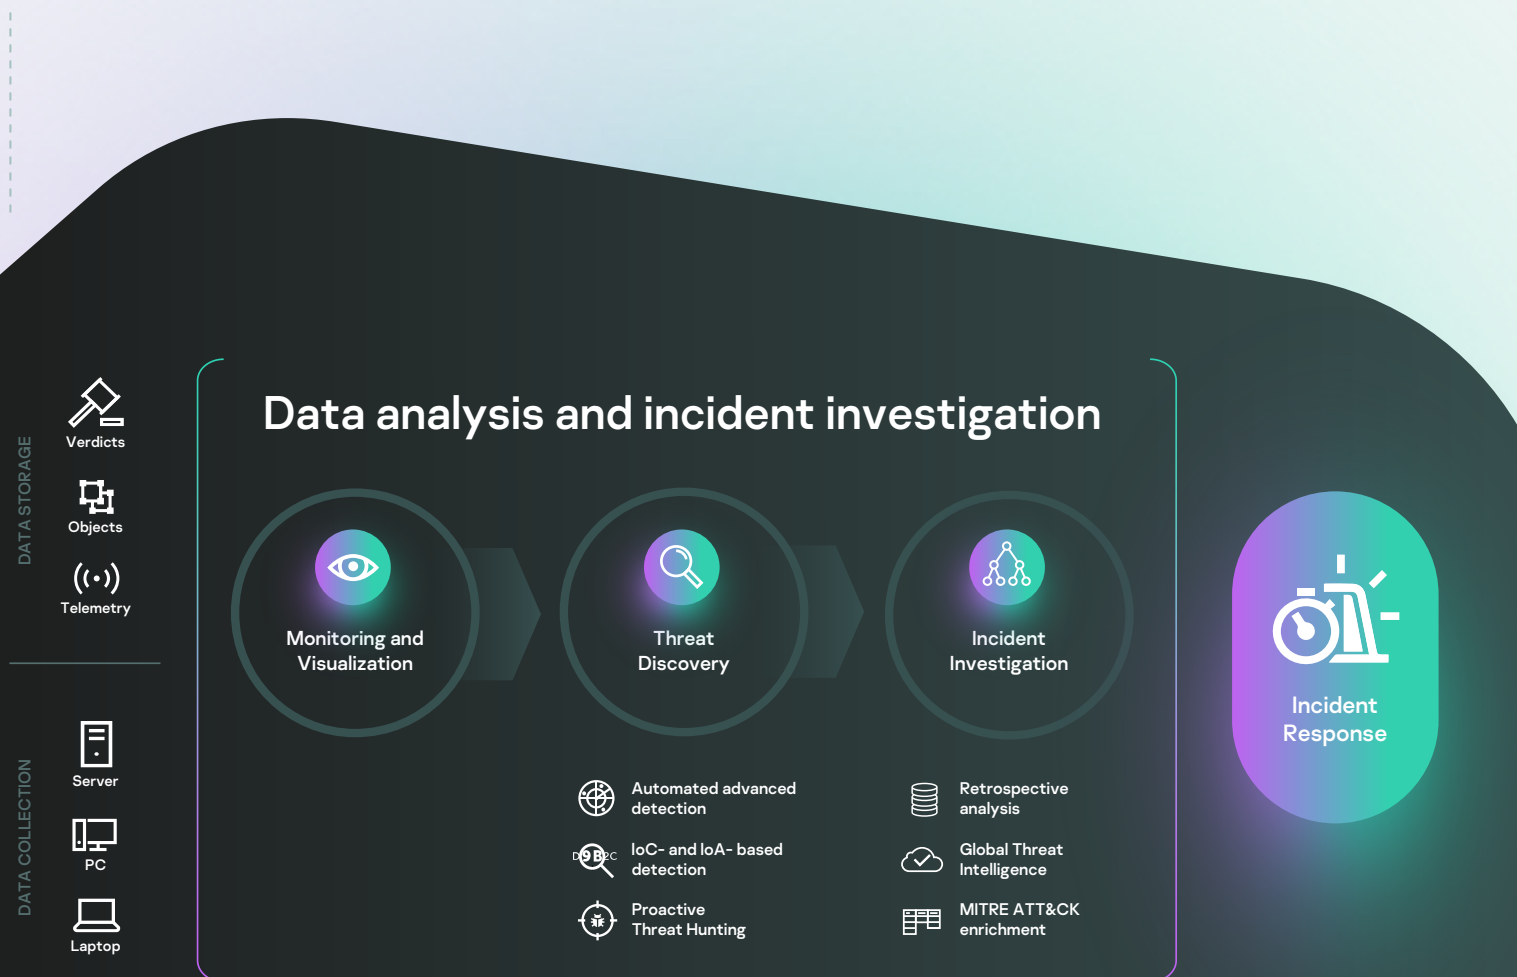 DATA STORAGE
Verdicts
Objects
Telemetry
DATA COLLECTION
Server
PC
Laptop
Data analysis and incident investigation
Monitoring and
Visualization
Threat
Discovery
Incident
Investigation
Automated advanced
detection
D9B2C
IoC- and IoA- based
detection
Proactive
Threat Hunting
Retrospective
analysis
Global Threat
Intelligence
MITRE ATT&CK
enrichment
Incident
Response